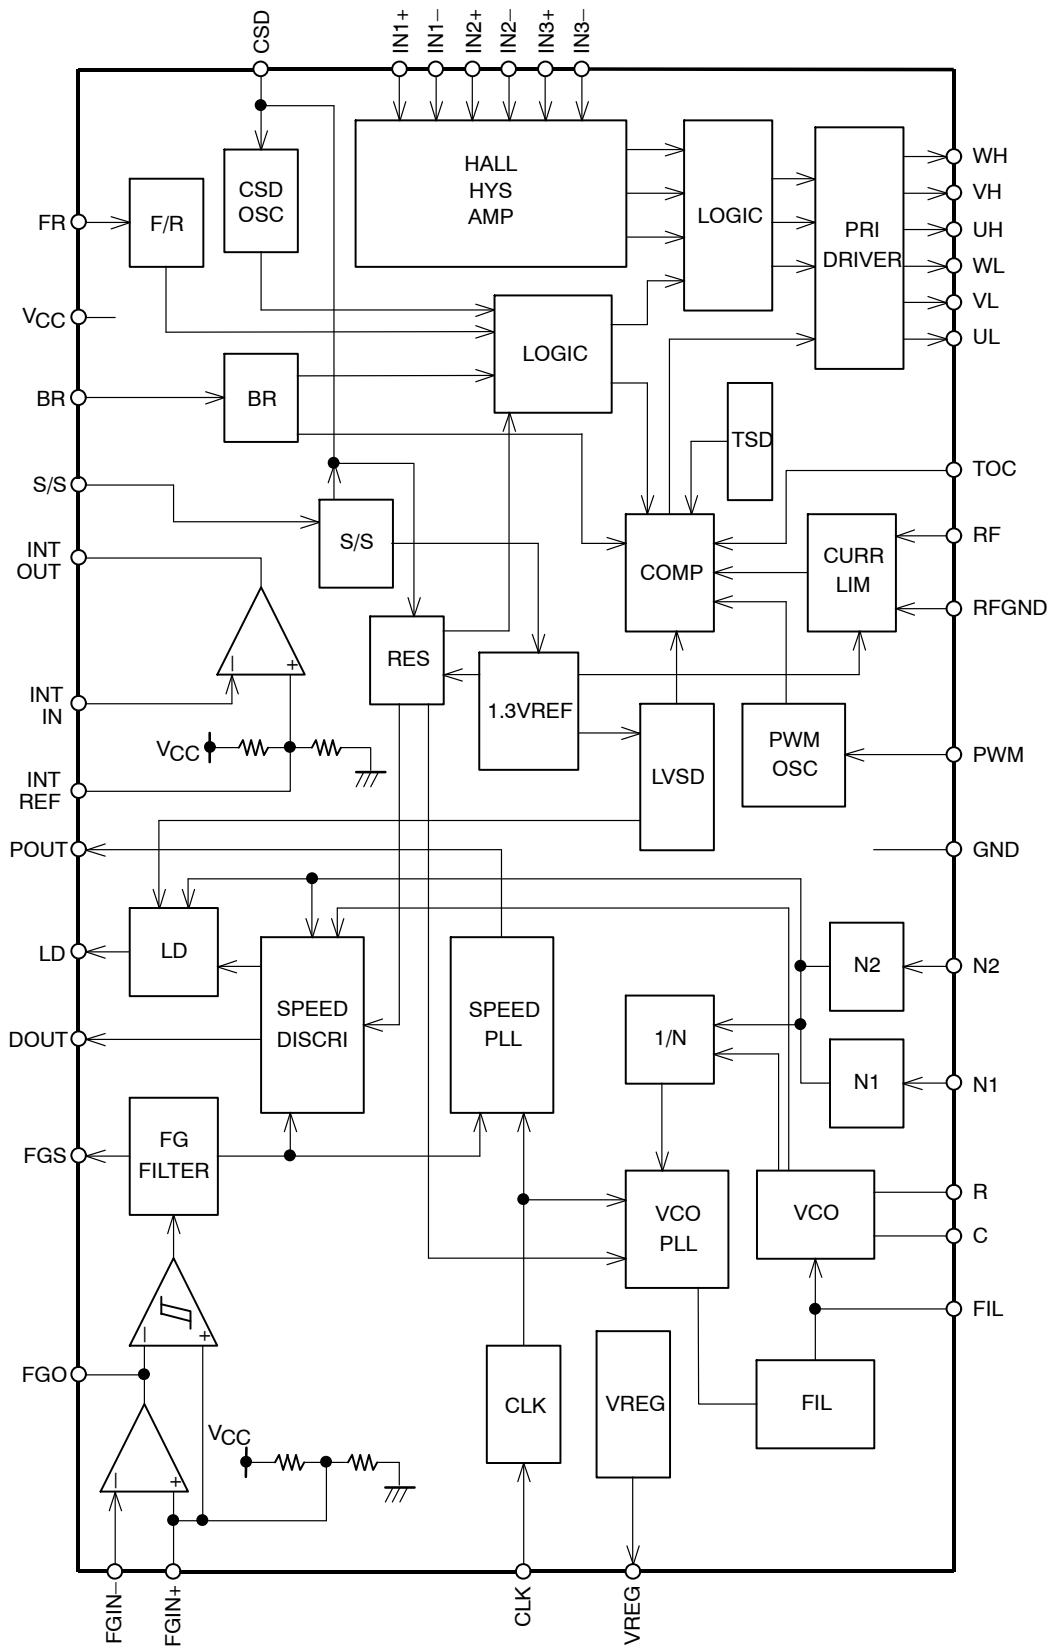 CSD
IN1+
IN1−
IN2+
IN2−
IN3+
IN3−
HALL
HYS
AMP
CSD
OSC
LOGIC
PRI
DRIVER
WH
VH
UH
WL
VL
UL
FR
F/R
VCC
LOGIC
BR
BR
TSD
TOC
S/S
S/S
COMP
CURR
LIM
RF
RFGND
INT
OUT
−
+
RES
1.3VREF
INT
IN
VCC
LVSD
PWM
OSC
PWM
INT
REF
POUT
GND
LD
LD
SPEED
DISCRI
SPEED
PLL
N2
N2
DOUT
1/N
N1
N1
FGS
FG
FILTER
VCO
PLL
VCO
R
C
−
+
FIL
FGO
CLK
VREG
FIL
VCC
−
+
FGIN−
FGIN+
CLK
VREG